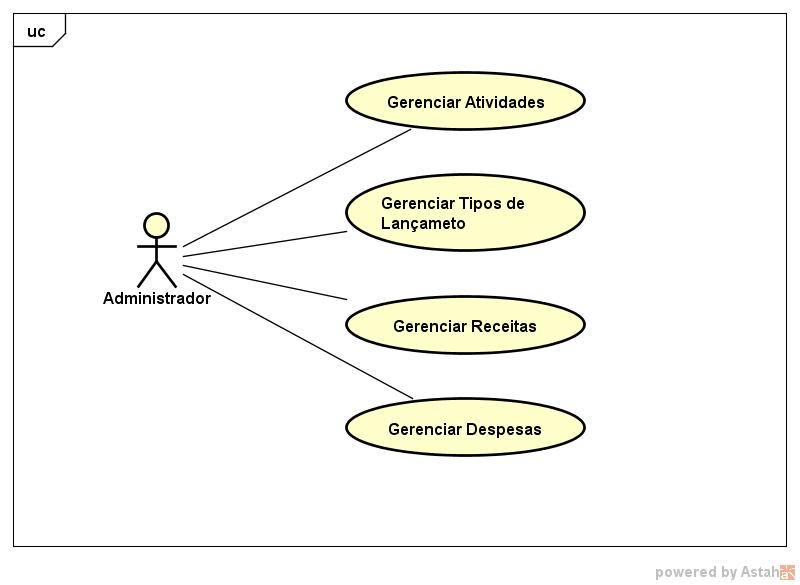 uc
Gerenciar Atividades
Gerenciar Tipos de
Lançameto
Administrador
Gerenciar Receitas
Gerenciar Despesas
powered by Astah